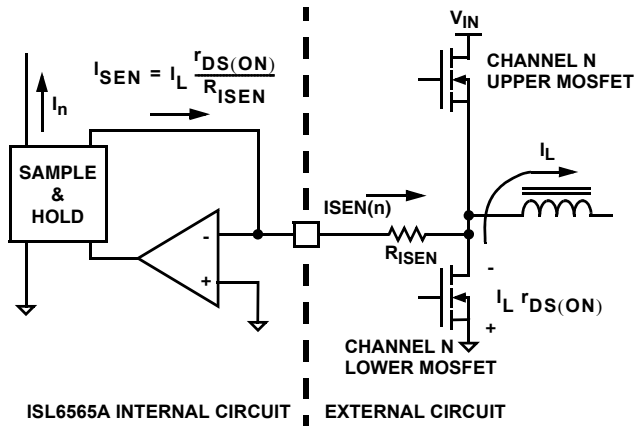 V_IN
I_SEN = I_L r_DS(ON) / R_ISEN
CHANNEL N
UPPER MOSFET
I_n
I_L
SAMPLE
&
HOLD
ISEN(n)
-
+
R_ISEN
-
I_L r_DS(ON)
+
CHANNEL N
LOWER MOSFET
ISL6565A INTERNAL CIRCUIT
EXTERNAL CIRCUIT